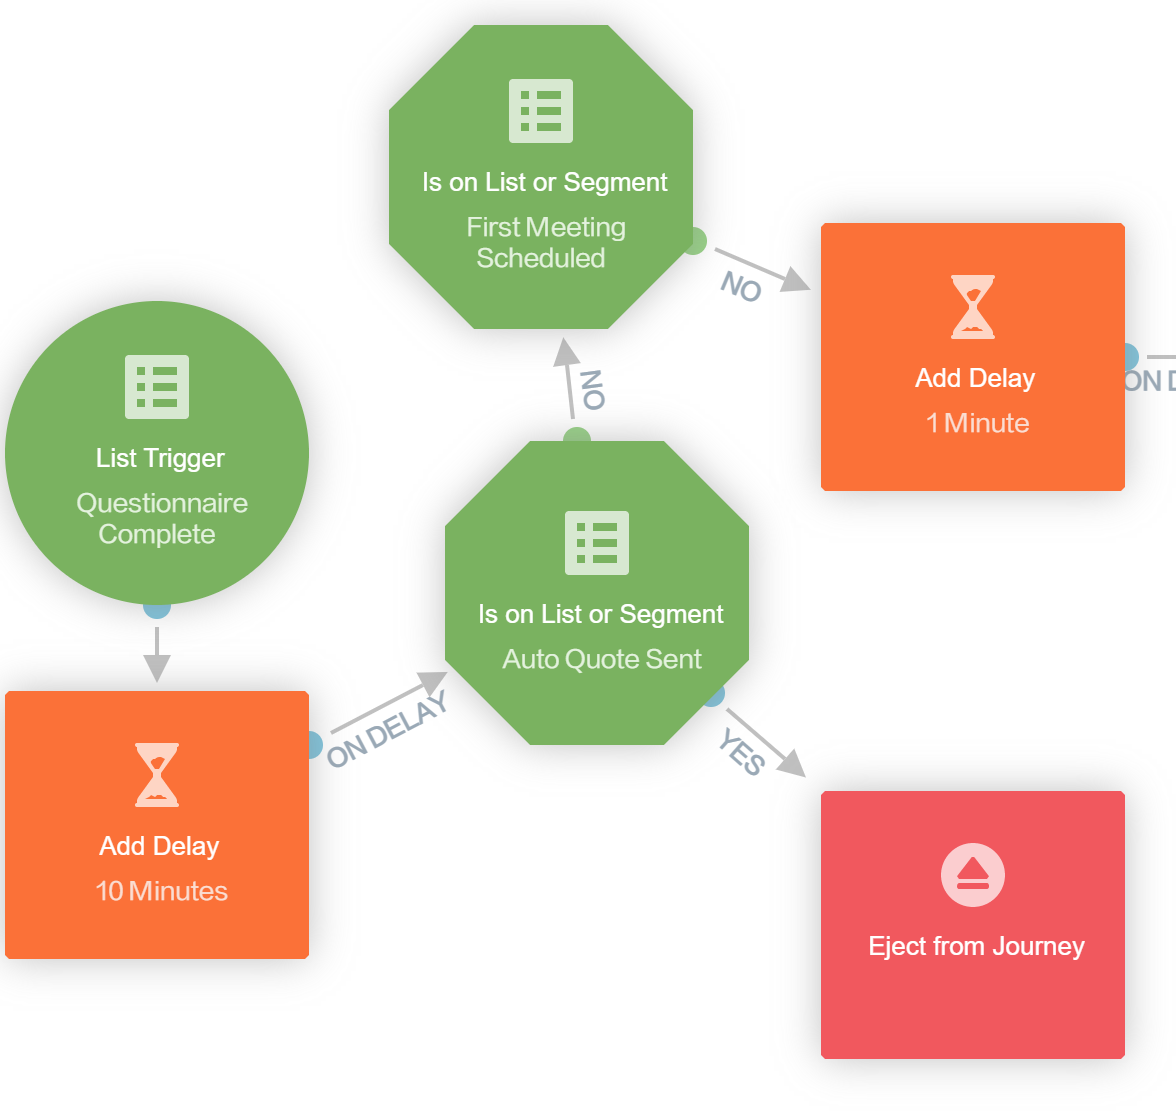 Is on List or Segment
First Meeting
Scheduled
NO
Add Delay
1 Minute
ON D
NO
List Trigger
Questionnaire
Complete
Is on List or Segment
Auto Quote Sent
ON DELAY
YES
Add Delay
10 Minutes
Eject from Journey